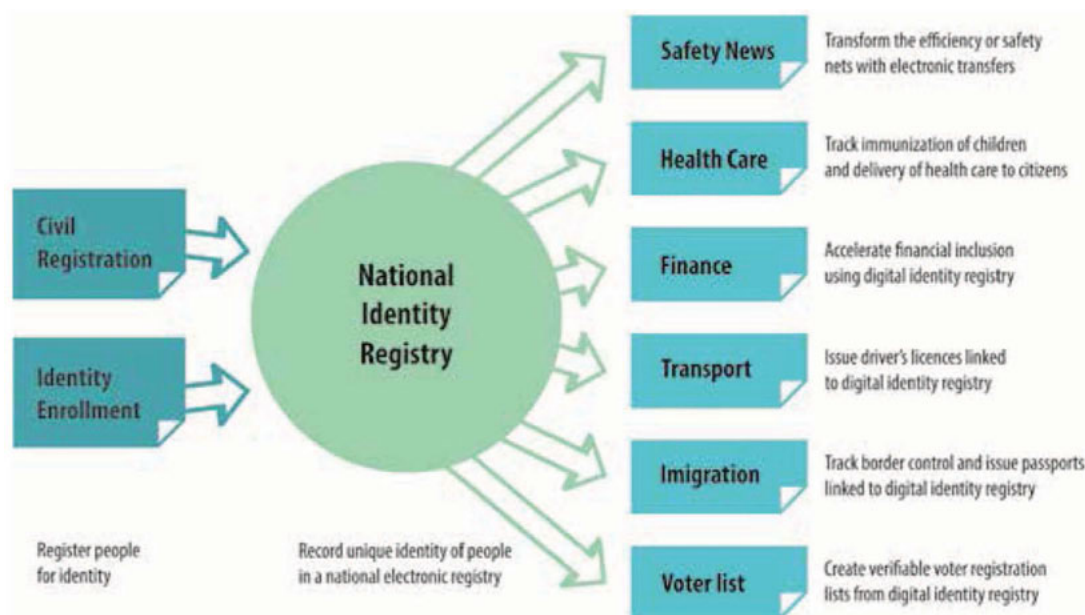 Civil
Registration
Identity
Enrollment
Register people
for identity
National
Identity
Registry
Record unique identity of people
in a national electronic registry
Safety News
Transform the efficiency or safety
nets with electronic transfers
Health Care
Track immunization of children
and delivery of health care to citizens
Finance
Accelerate financial inclusion
using digital identity registry
Transport
Issue driver's licences linked
to digital identity registry
Imigration
Track border control and issue passports
linked to digital identity registry
Voter list
Create verifiable voter registration
lists from digital identity registry